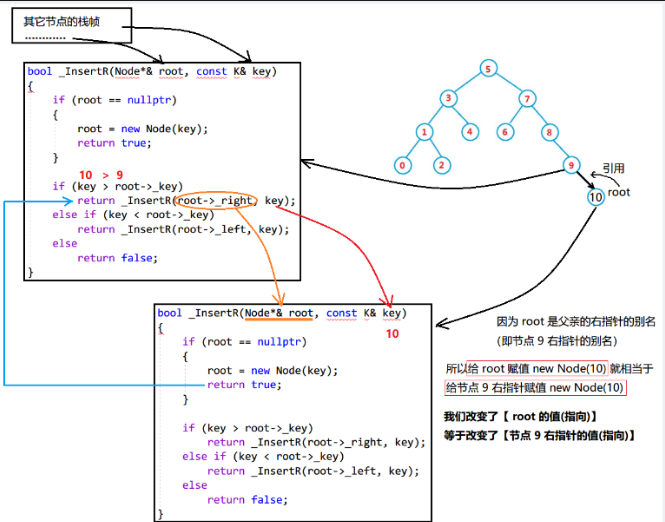 其它节点的栈帧
............
bool _InsertR(Node*& root, const K& key)
{
if (root == nullptr)
{
root = new Node(key);
return true;
}
10 > 9
if (key > root->_key)
return _InsertR(root->_right, key);
else if (key < root->_key)
return _InsertR(root->_left, key);
else
return false;
}
5
3
7
1
4
6
8
0
2
9
引用
root
10
bool _InsertR(Node*& root, const K& key)
10
{
if (root == nullptr)
{
root = new Node(key);
return true;
}
if (key > root->_key)
return _InsertR(root->_right, key);
else if (key < root->_key)
return _InsertR(root->_left, key);
else
return false;
}
因为 root 是父亲的右指针的别名
（即节点 9 右指针的别名）
所以给 root 赋值 new Node(10) 就相当于
给节点 9 右指针赋值 new Node(10)
我们改变了【 root 的值(指向)】
等于改变了【节点 9 右指针的值(指向)】